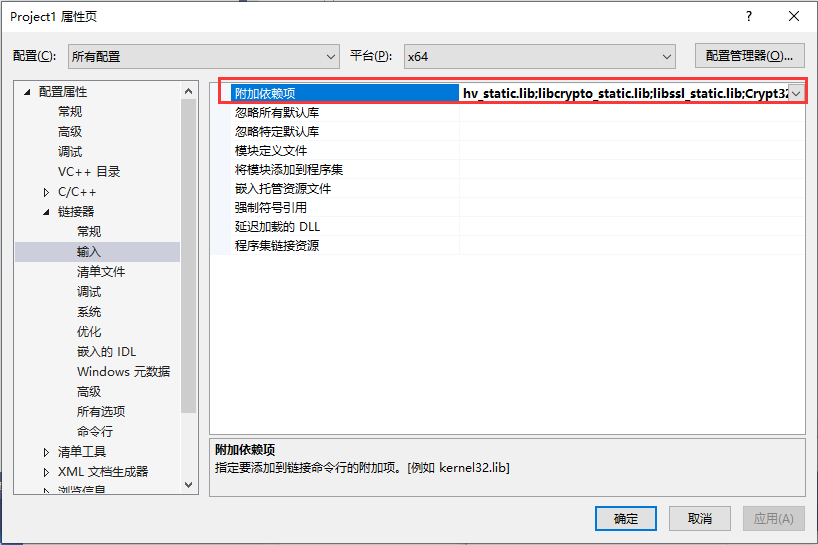 Project1 属性页
?
配置(C): 所有配置 平台(P): x64 配置管理器(O)...
配置属性
常规
高级
调试
VC++ 目录
C/C++
链接器
常规
输入
清单文件
调试
系统
优化
嵌入的 IDL
Windows 元数据
高级
所有选项
命令行
清单工具
XML 文档生成器
浏览信息
附加依赖项 hv_static.lib;libcrypto_static.lib;libssl_static.lib;Crypt32
忽略所有默认库
忽略特定默认库
模块定义文件
将模块添加到程序集
嵌入托管资源文件
强制符号引用
延迟加载的 DLL
程序集链接资源
附加依赖项
指定要添加到链接命令行的附加项。[例如 kernel32.lib]
确定 取消 应用(A)